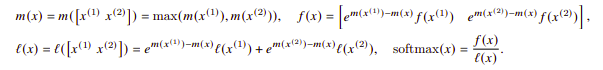 m(x) = m([x⁽¹⁾ x⁽²⁾]) = max(m(x⁽¹⁾), m(x⁽²⁾)), f(x) = [e^{m(x⁽¹⁾)−m(x)} f(x⁽¹⁾) e^{m(x⁽²⁾)−m(x)} f(x⁽²⁾)],
ℓ(x) = ℓ([x⁽¹⁾ x⁽²⁾]) = e^{m(x⁽¹⁾)−m(x)} ℓ(x⁽¹⁾) + e^{m(x⁽²⁾)−m(x)} ℓ(x⁽²⁾), softmax(x) = f(x)/ℓ(x).